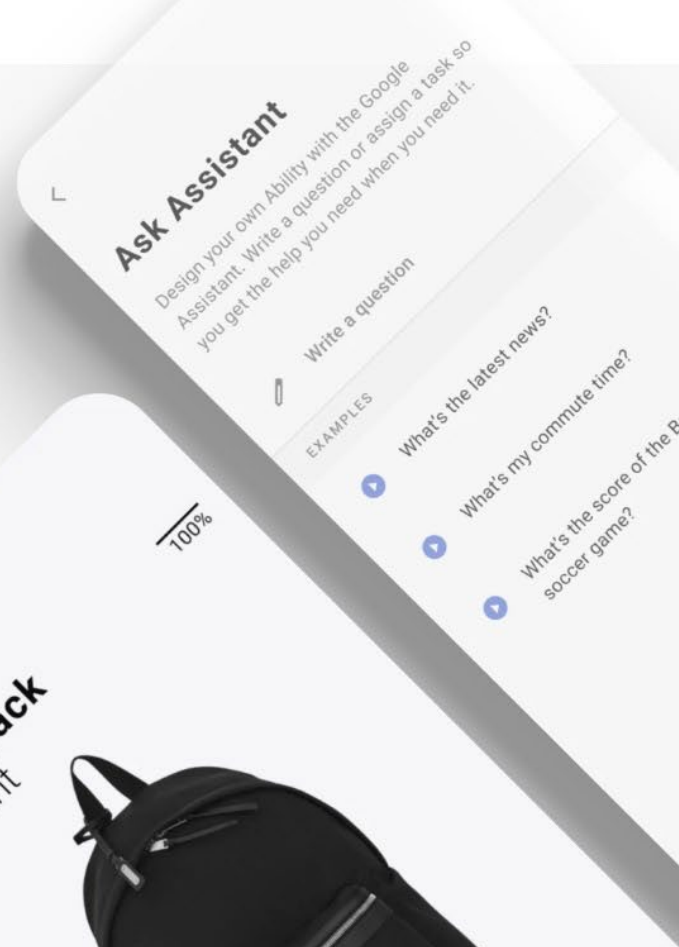 Ask Assistant
Design your own Ability with the Google
Assistant. Write a question or assign a task so
you get the help you need when you need it.
Write a question
EXAMPLES
What's the latest news?
What's my commute time?
What's the score of the
soccer game?
100%